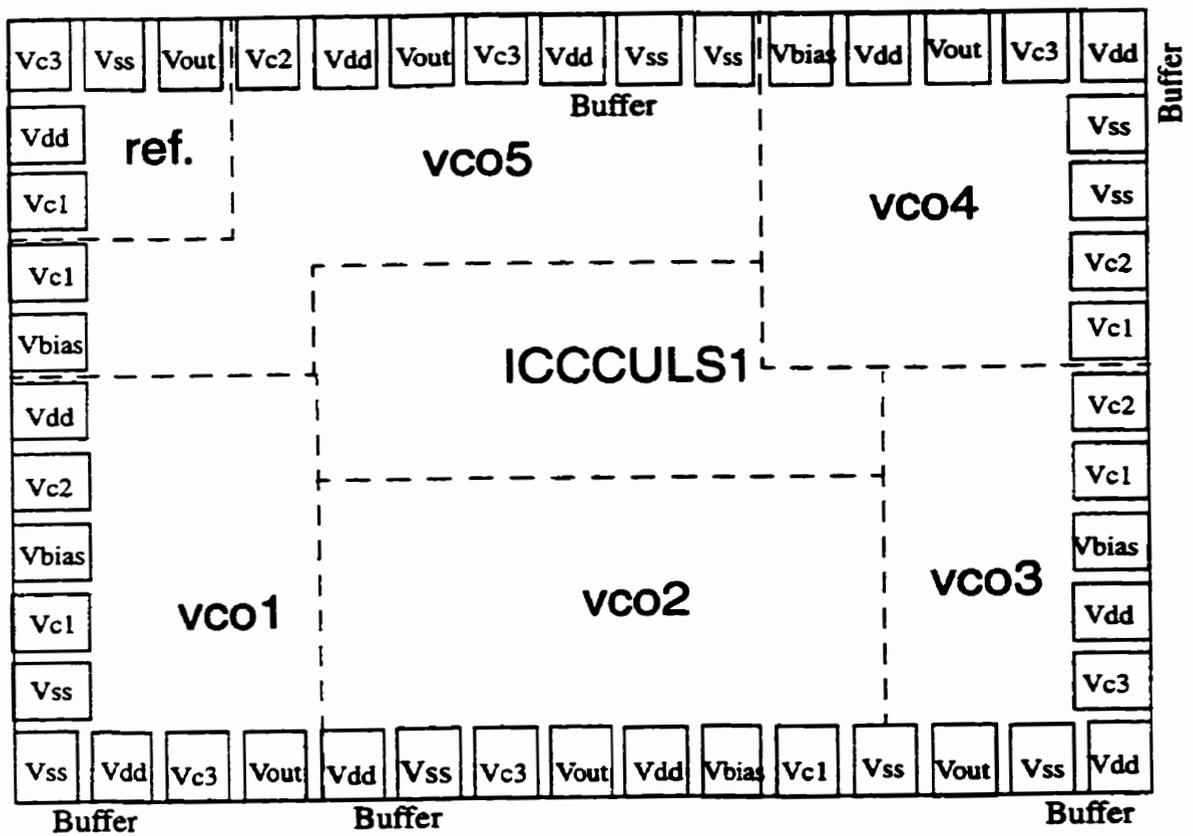 Vc3 Vss Vout Vc2 Vdd Vout Vc3 Vdd Vss Vss Vbias Vdd Vout Vc3 Vdd
Buffer
Buffer
Vdd
ref.
vco5
Vss
Vc1
vco4
Vss
Vc1
Vc2
Vbias
ICCCULS1
Vc1
Vdd
Vc2
Vc2
Vc1
Vbias
Vbias
Vc1
vco1
vco2
vco3
Vdd
Vss
Vc3
Vss Vdd Vc3 Vout Vdd Vss Vc3 Vout Vdd Vbias Vc1 Vss Vout Vss Vdd
Buffer
Buffer
Buffer